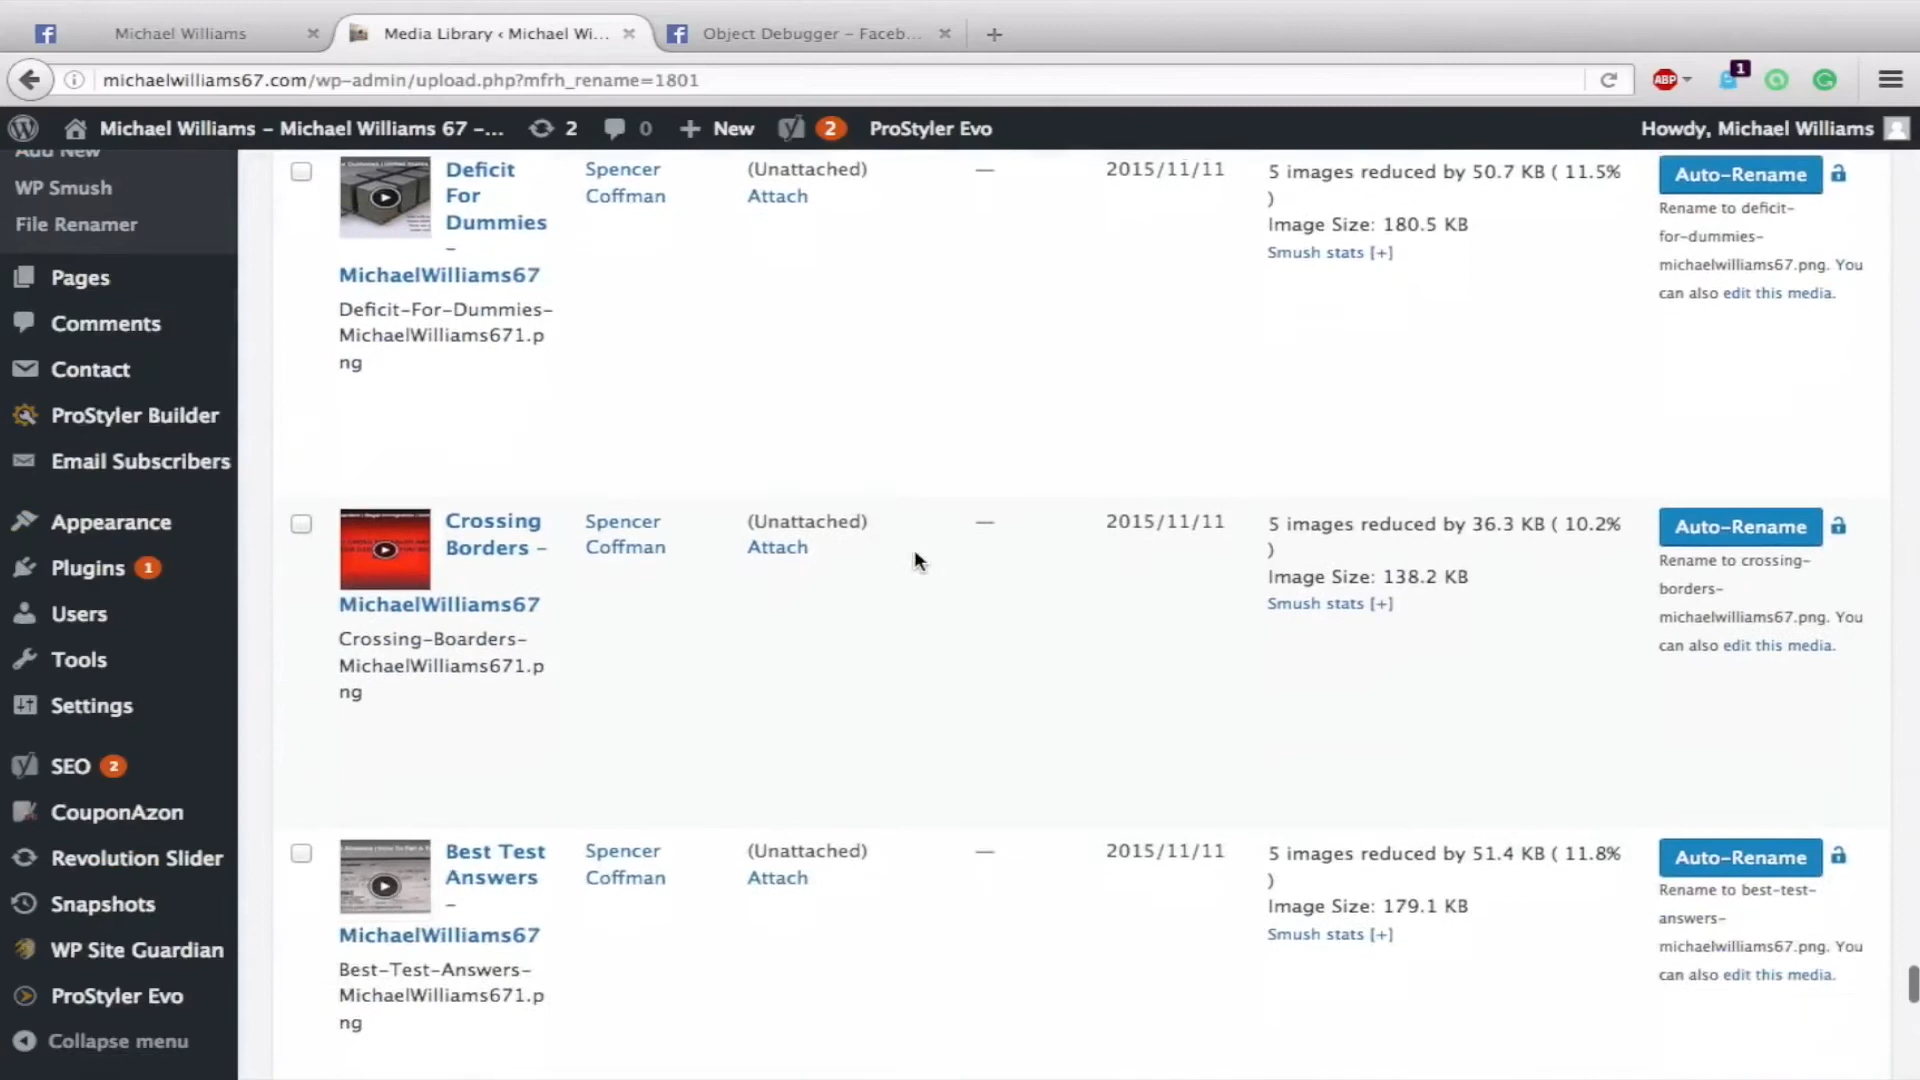 Michael Williams
Media Library ‹ Michael Wi...
Object Debugger – Faceb...
michaelwilliams67.com/wp-admin/upload.php?mfrh_rename=1801
ABP
1
Michael Williams – Michael Williams 67 –...
2
0
New
2
ProStyler Evo
Howdy, Michael Williams
Add New
WP Smush
File Renamer
Pages
Comments
Contact
ProStyler Builder
Email Subscribers
Appearance
Plugins 1
Users
Tools
Settings
SEO 2
CouponAzon
Revolution Slider
Snapshots
WP Site Guardian
ProStyler Evo
Collapse menu
Deficit
For
Dummies
–
MichaelWilliams67
Deficit-For-Dummies-
MichaelWilliams671.p
ng
Spencer
Coffman
(Unattached)
Attach
—
2015/11/11
5 images reduced by 50.7 KB ( 11.5%
)
Image Size: 180.5 KB
Smush stats [+]
Auto-Rename
Rename to deficit-
for-dummies-
michaelwilliams67.png. You
can also edit this media.
Crossing
Borders –
MichaelWilliams67
Crossing-Boarders-
MichaelWilliams671.p
ng
Spencer
Coffman
(Unattached)
Attach
—
2015/11/11
5 images reduced by 36.3 KB ( 10.2%
)
Image Size: 138.2 KB
Smush stats [+]
Auto-Rename
Rename to crossing-
borders-
michaelwilliams67.png. You
can also edit this media.
Best Test
Answers
–
MichaelWilliams67
Best-Test-Answers-
MichaelWilliams671.p
ng
Spencer
Coffman
(Unattached)
Attach
—
2015/11/11
5 images reduced by 51.4 KB ( 11.8%
)
Image Size: 179.1 KB
Smush stats [+]
Auto-Rename
Rename to best-test-
answers-
michaelwilliams67.png. You
can also edit this media.